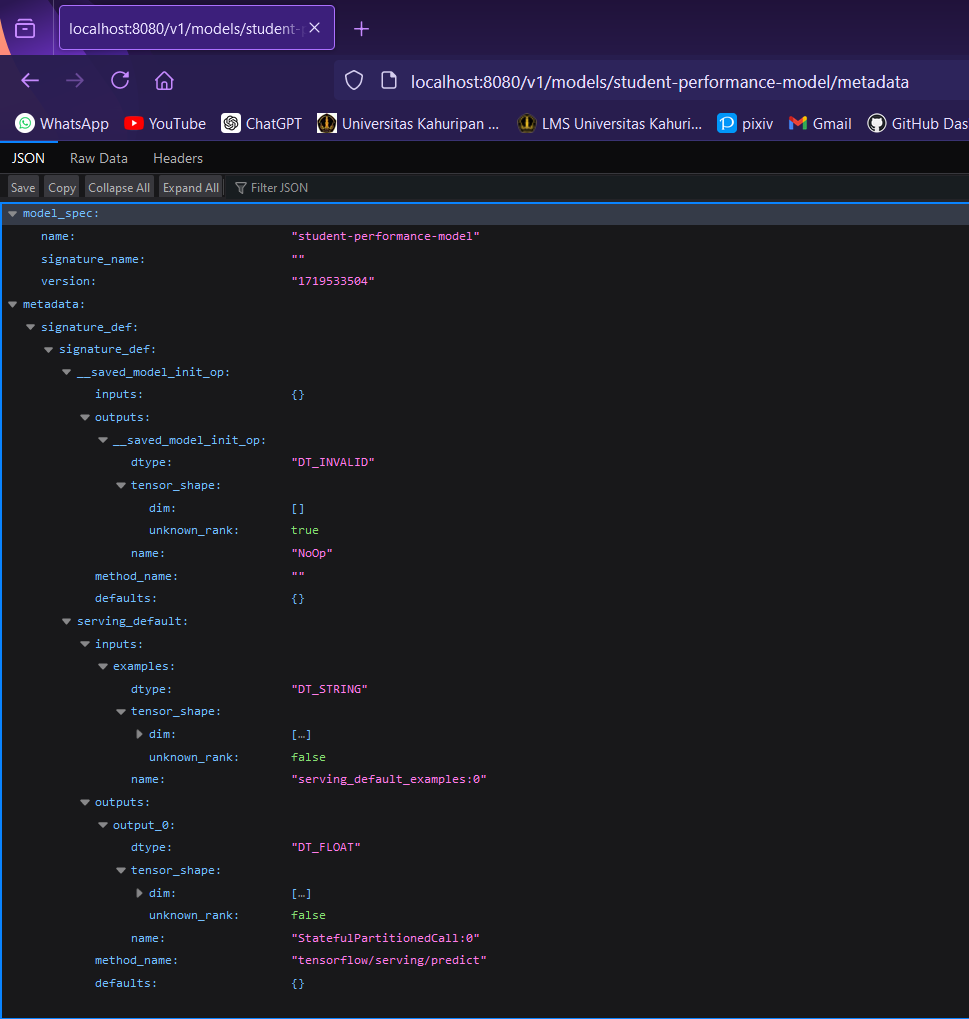 localhost:8080/v1/models/student-p
localhost:8080/v1/models/student-performance-model/metadata
WhatsApp YouTube ChatGPT Universitas Kahuripan ... LMS Universitas Kahuri... pixiv Gmail GitHub Das
JSON Raw Data Headers
Save Copy Collapse All Expand All Filter JSON
model_spec:
name: "student-performance-model"
signature_name: ""
version: "1719533504"
metadata:
signature_def:
signature_def:
__saved_model_init_op:
inputs: {}
outputs:
__saved_model_init_op:
dtype: "DT_INVALID"
tensor_shape:
dim: []
unknown_rank: true
name: "NoOp"
method_name: ""
defaults: {}
serving_default:
inputs:
examples:
dtype: "DT_STRING"
tensor_shape:
dim: […]
unknown_rank: false
name: "serving_default_examples:0"
outputs:
output_0:
dtype: "DT_FLOAT"
tensor_shape:
dim: […]
unknown_rank: false
name: "StatefulPartitionedCall:0"
method_name: "tensorflow/serving/predict"
defaults: {}